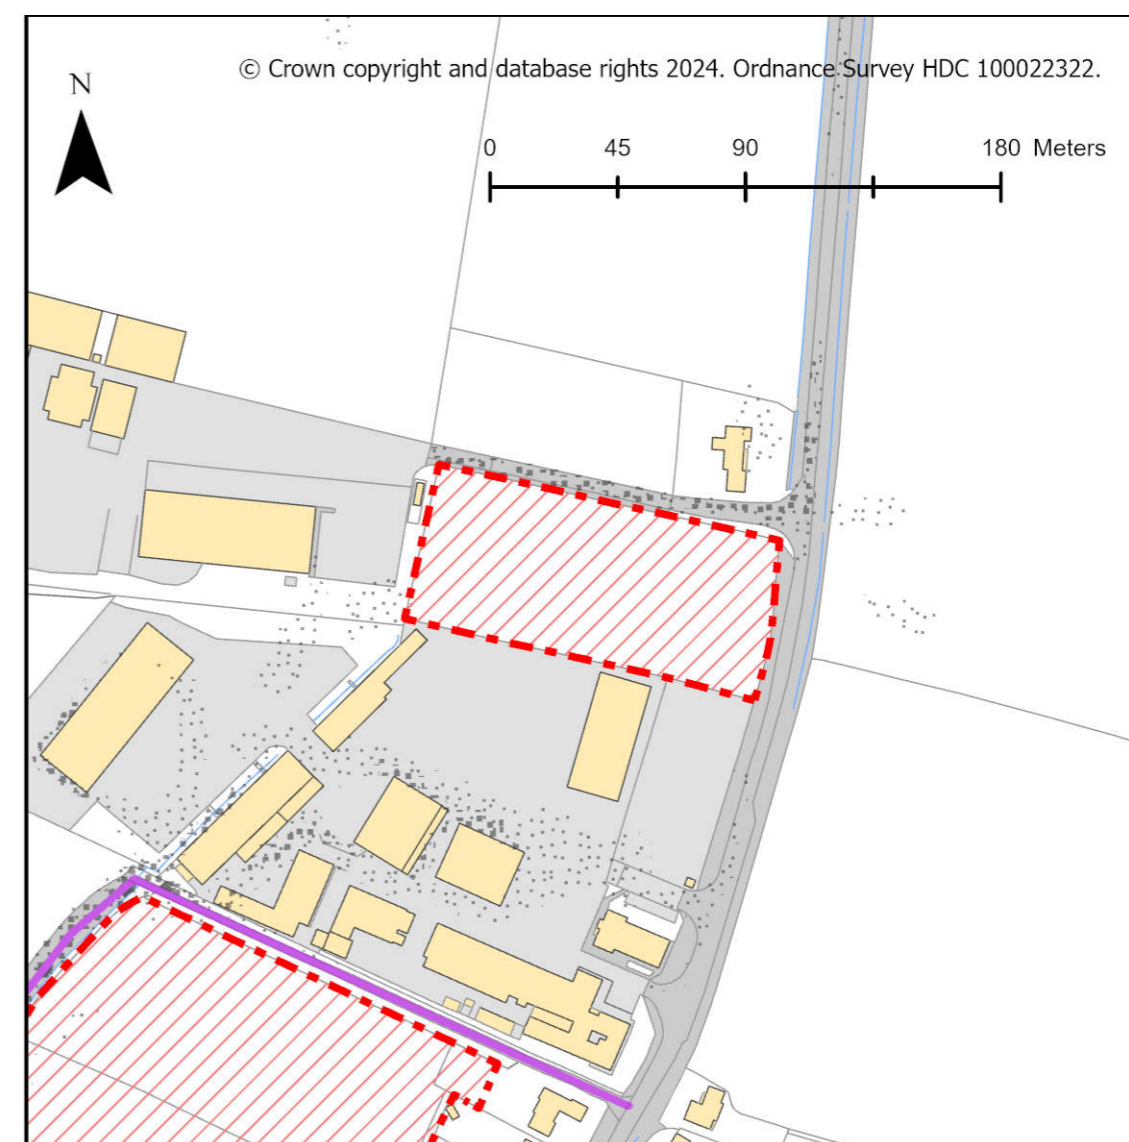 © Crown copyright and database rights 2024. Ordnance Survey HDC 100022322.
N
0 45 90 180 Meters